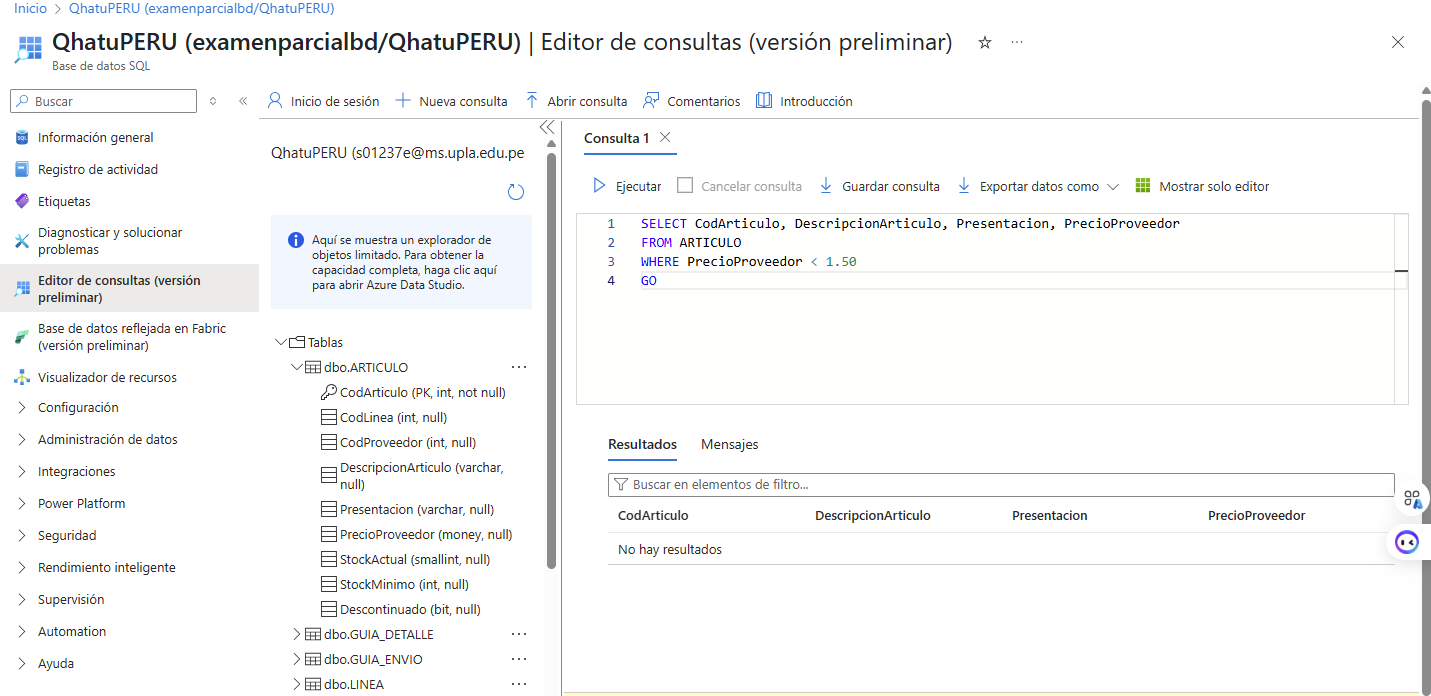 Inicio > QhatuPERU (examenparcialbd/QhatuPERU)
QhatuPERU (examenparcialbd/QhatuPERU) | Editor de consultas (versión preliminar)
Base de datos SQL
Buscar
Información general
Registro de actividad
Etiquetas
Diagnosticar y solucionar
problemas
Editor de consultas (versión
preliminar)
Base de datos reflejada en Fabric
(versión preliminar)
Visualizador de recursos
Configuración
Administración de datos
Integraciones
Power Platform
Seguridad
Rendimiento inteligente
Supervisión
Automation
Ayuda
Inicio de sesión
Nueva consulta
Abrir consulta
Comentarios
Introducción
QhatuPERU (s01237e@ms.upla.edu.pe
Aquí se muestra un explorador de
objetos limitado. Para obtener la
capacidad completa, haga clic aquí
para abrir Azure Data Studio.
Tablas
dbo.ARTICULO
CodArticulo (PK, int, not null)
CodLinea (int, null)
CodProveedor (int, null)
DescripcionArticulo (varchar,
null)
Presentacion (varchar, null)
PrecioProveedor (money, null)
StockActual (smallint, null)
StockMinimo (int, null)
Descontinuado (bit, null)
dbo.GUIA_DETALLE
dbo.GUIA_ENVIO
dbo.LINEA
Consulta 1
Ejecutar
Cancelar consulta
Guardar consulta
Exportar datos como
Mostrar solo editor
1 SELECT CodArticulo, DescripcionArticulo, Presentacion, PrecioProveedor
2 FROM ARTICULO
3 WHERE PrecioProveedor < 1.50
4 GO
Resultados
Mensajes
Buscar en elementos de filtro...
CodArticulo DescripcionArticulo Presentacion PrecioProveedor
No hay resultados